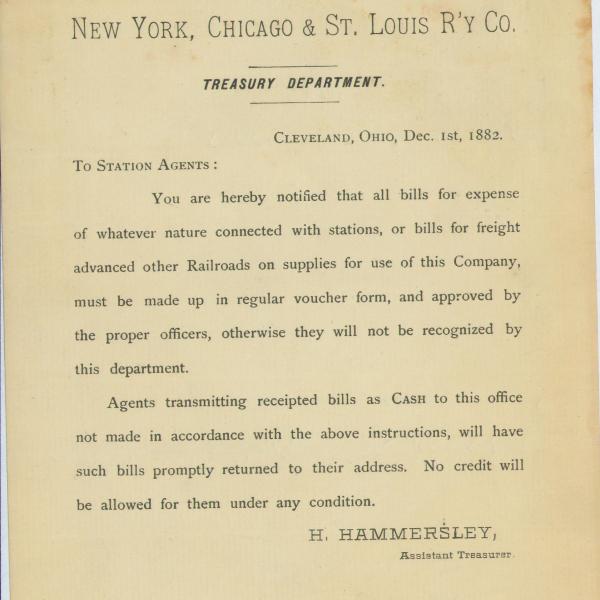 New York, Chicago & St. Louis R'y Co.
TREASURY DEPARTMENT.
Cleveland, Ohio, Dec. 1st, 1882.
To Station Agents:
You are hereby notified that all bills for expense
of whatever nature connected with stations, or bills for freight
advanced other Railroads on supplies for use of this Company,
must be made up in regular voucher form, and approved by
the proper officers, otherwise they will not be recognized by
this department.
Agents transmitting receipted bills as Cash to this office
not made in accordance with the above instructions, will have
such bills promptly returned to their address. No credit will
be allowed for them under any condition.
H. HAMMERSLEY,
Assistant Treasurer.